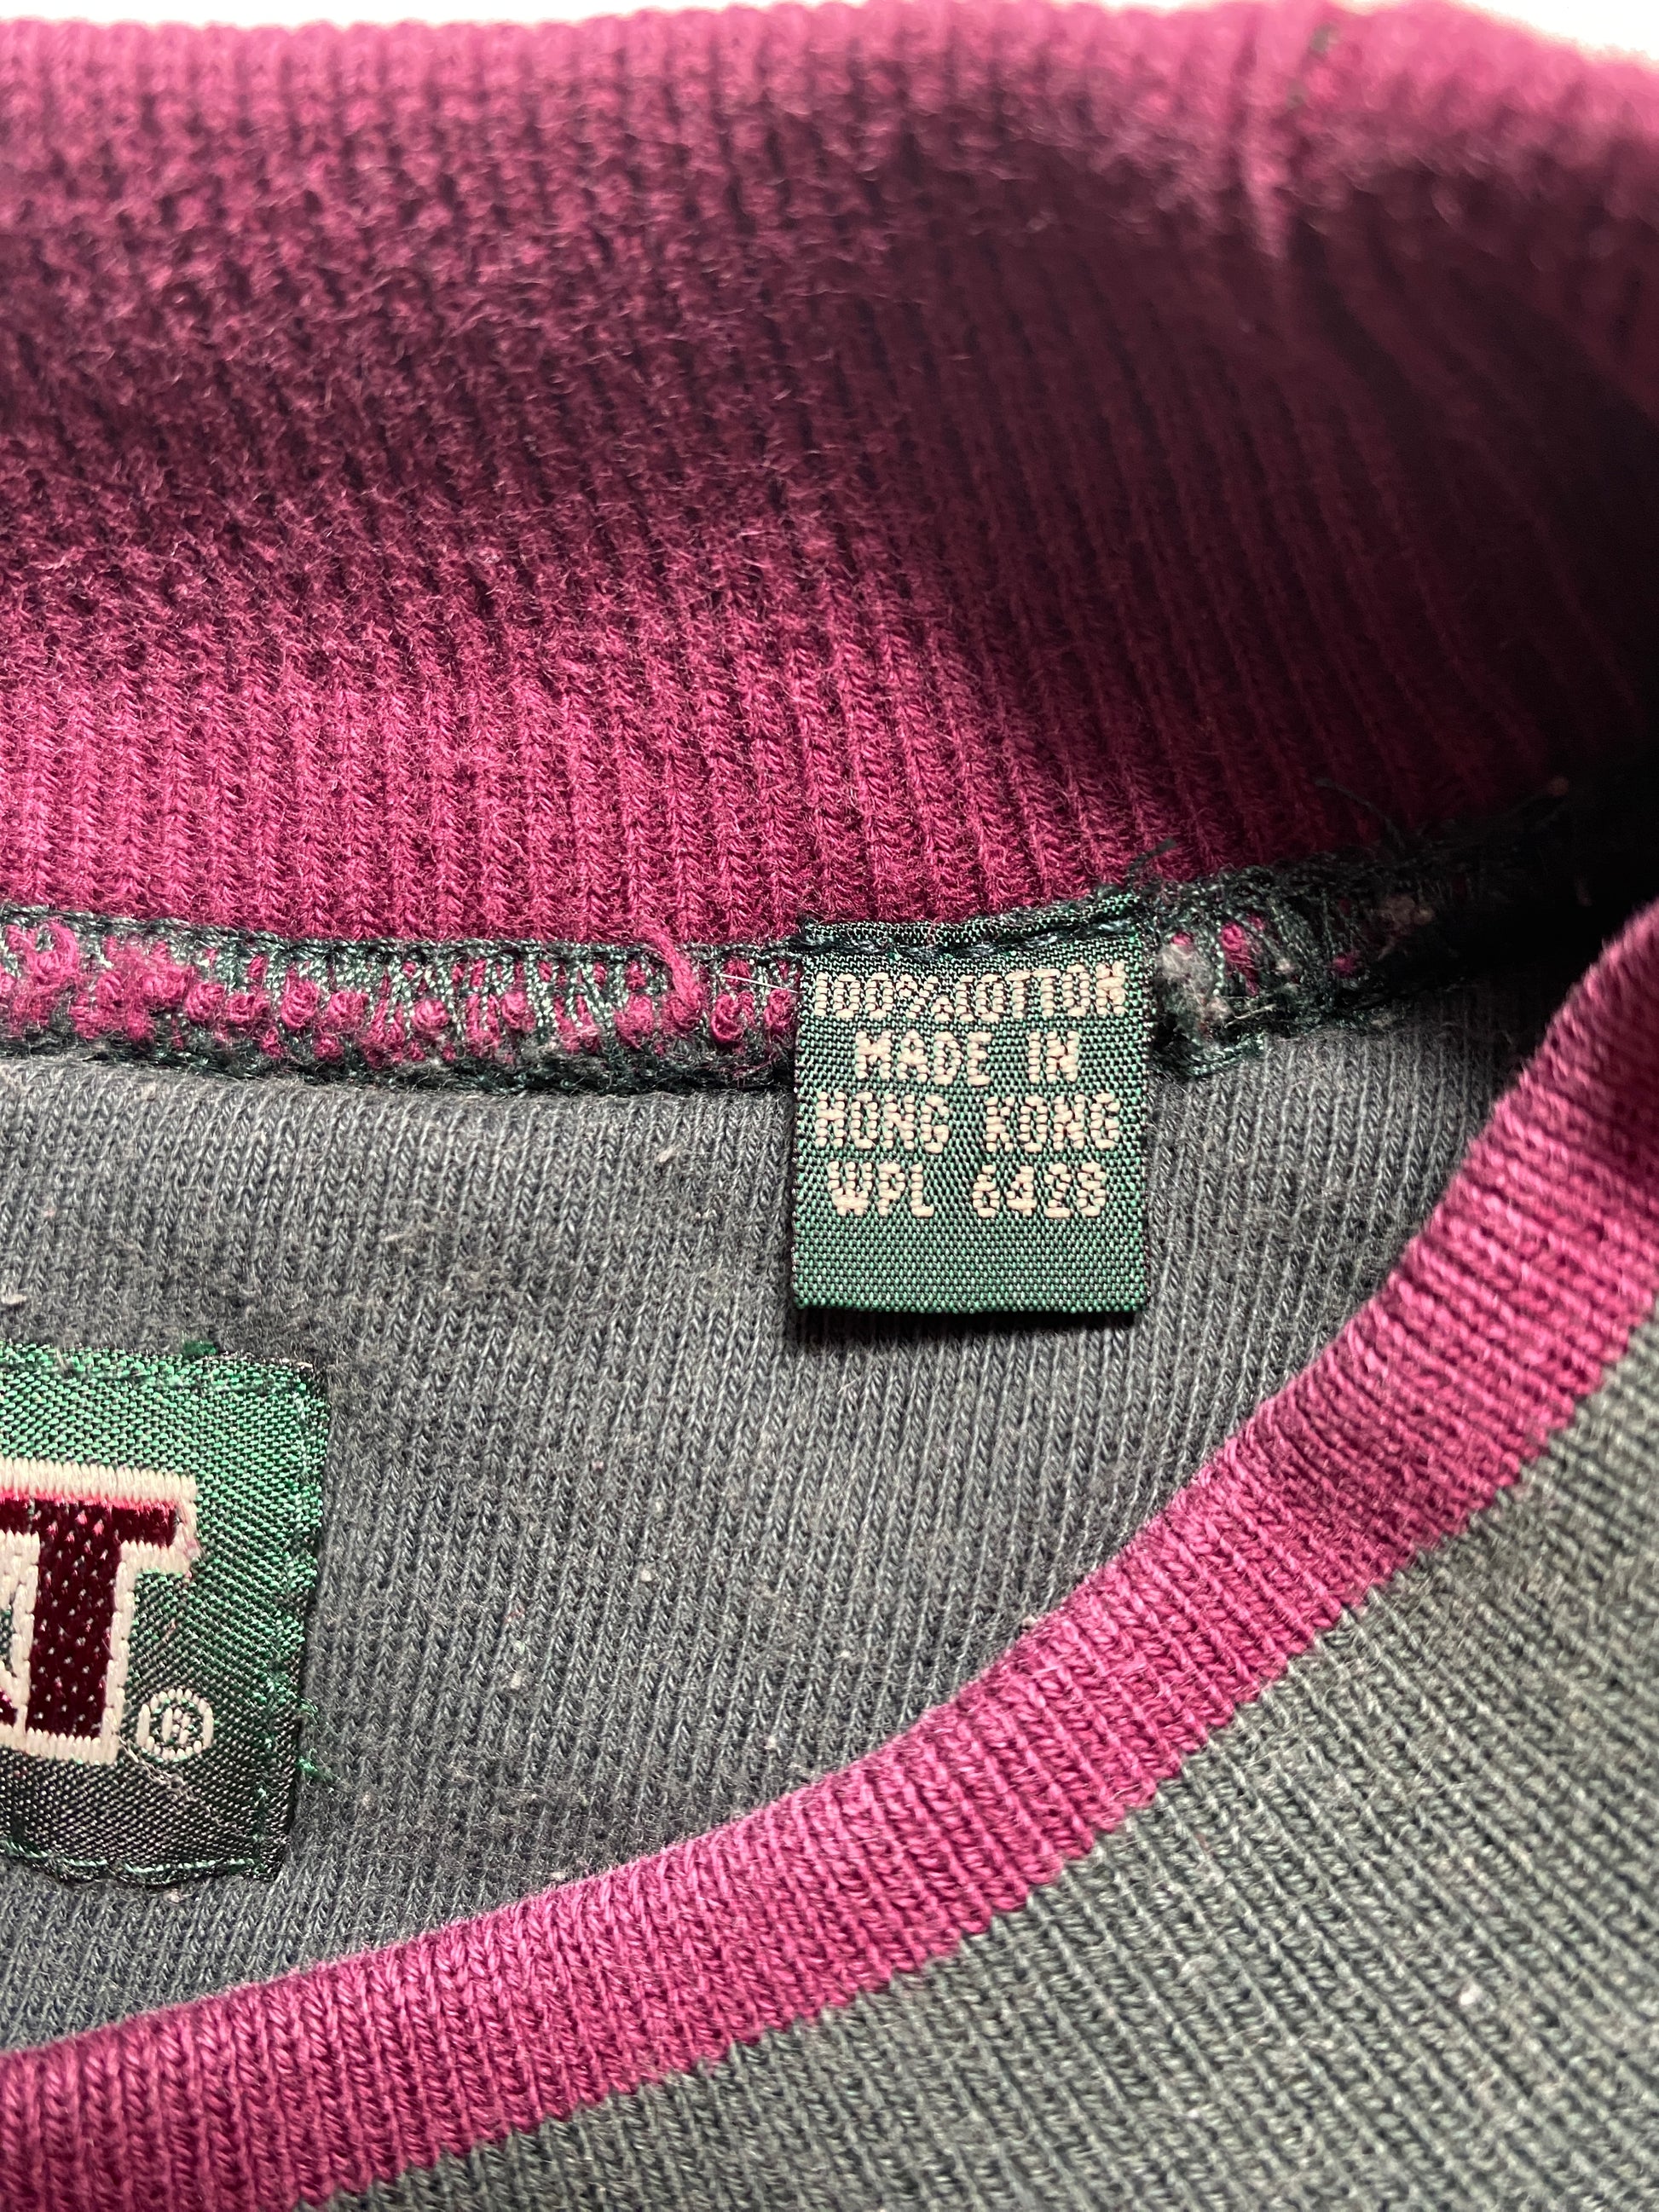 100% COTTON
MADE IN
HONG KONG
WPL 6428
T
®